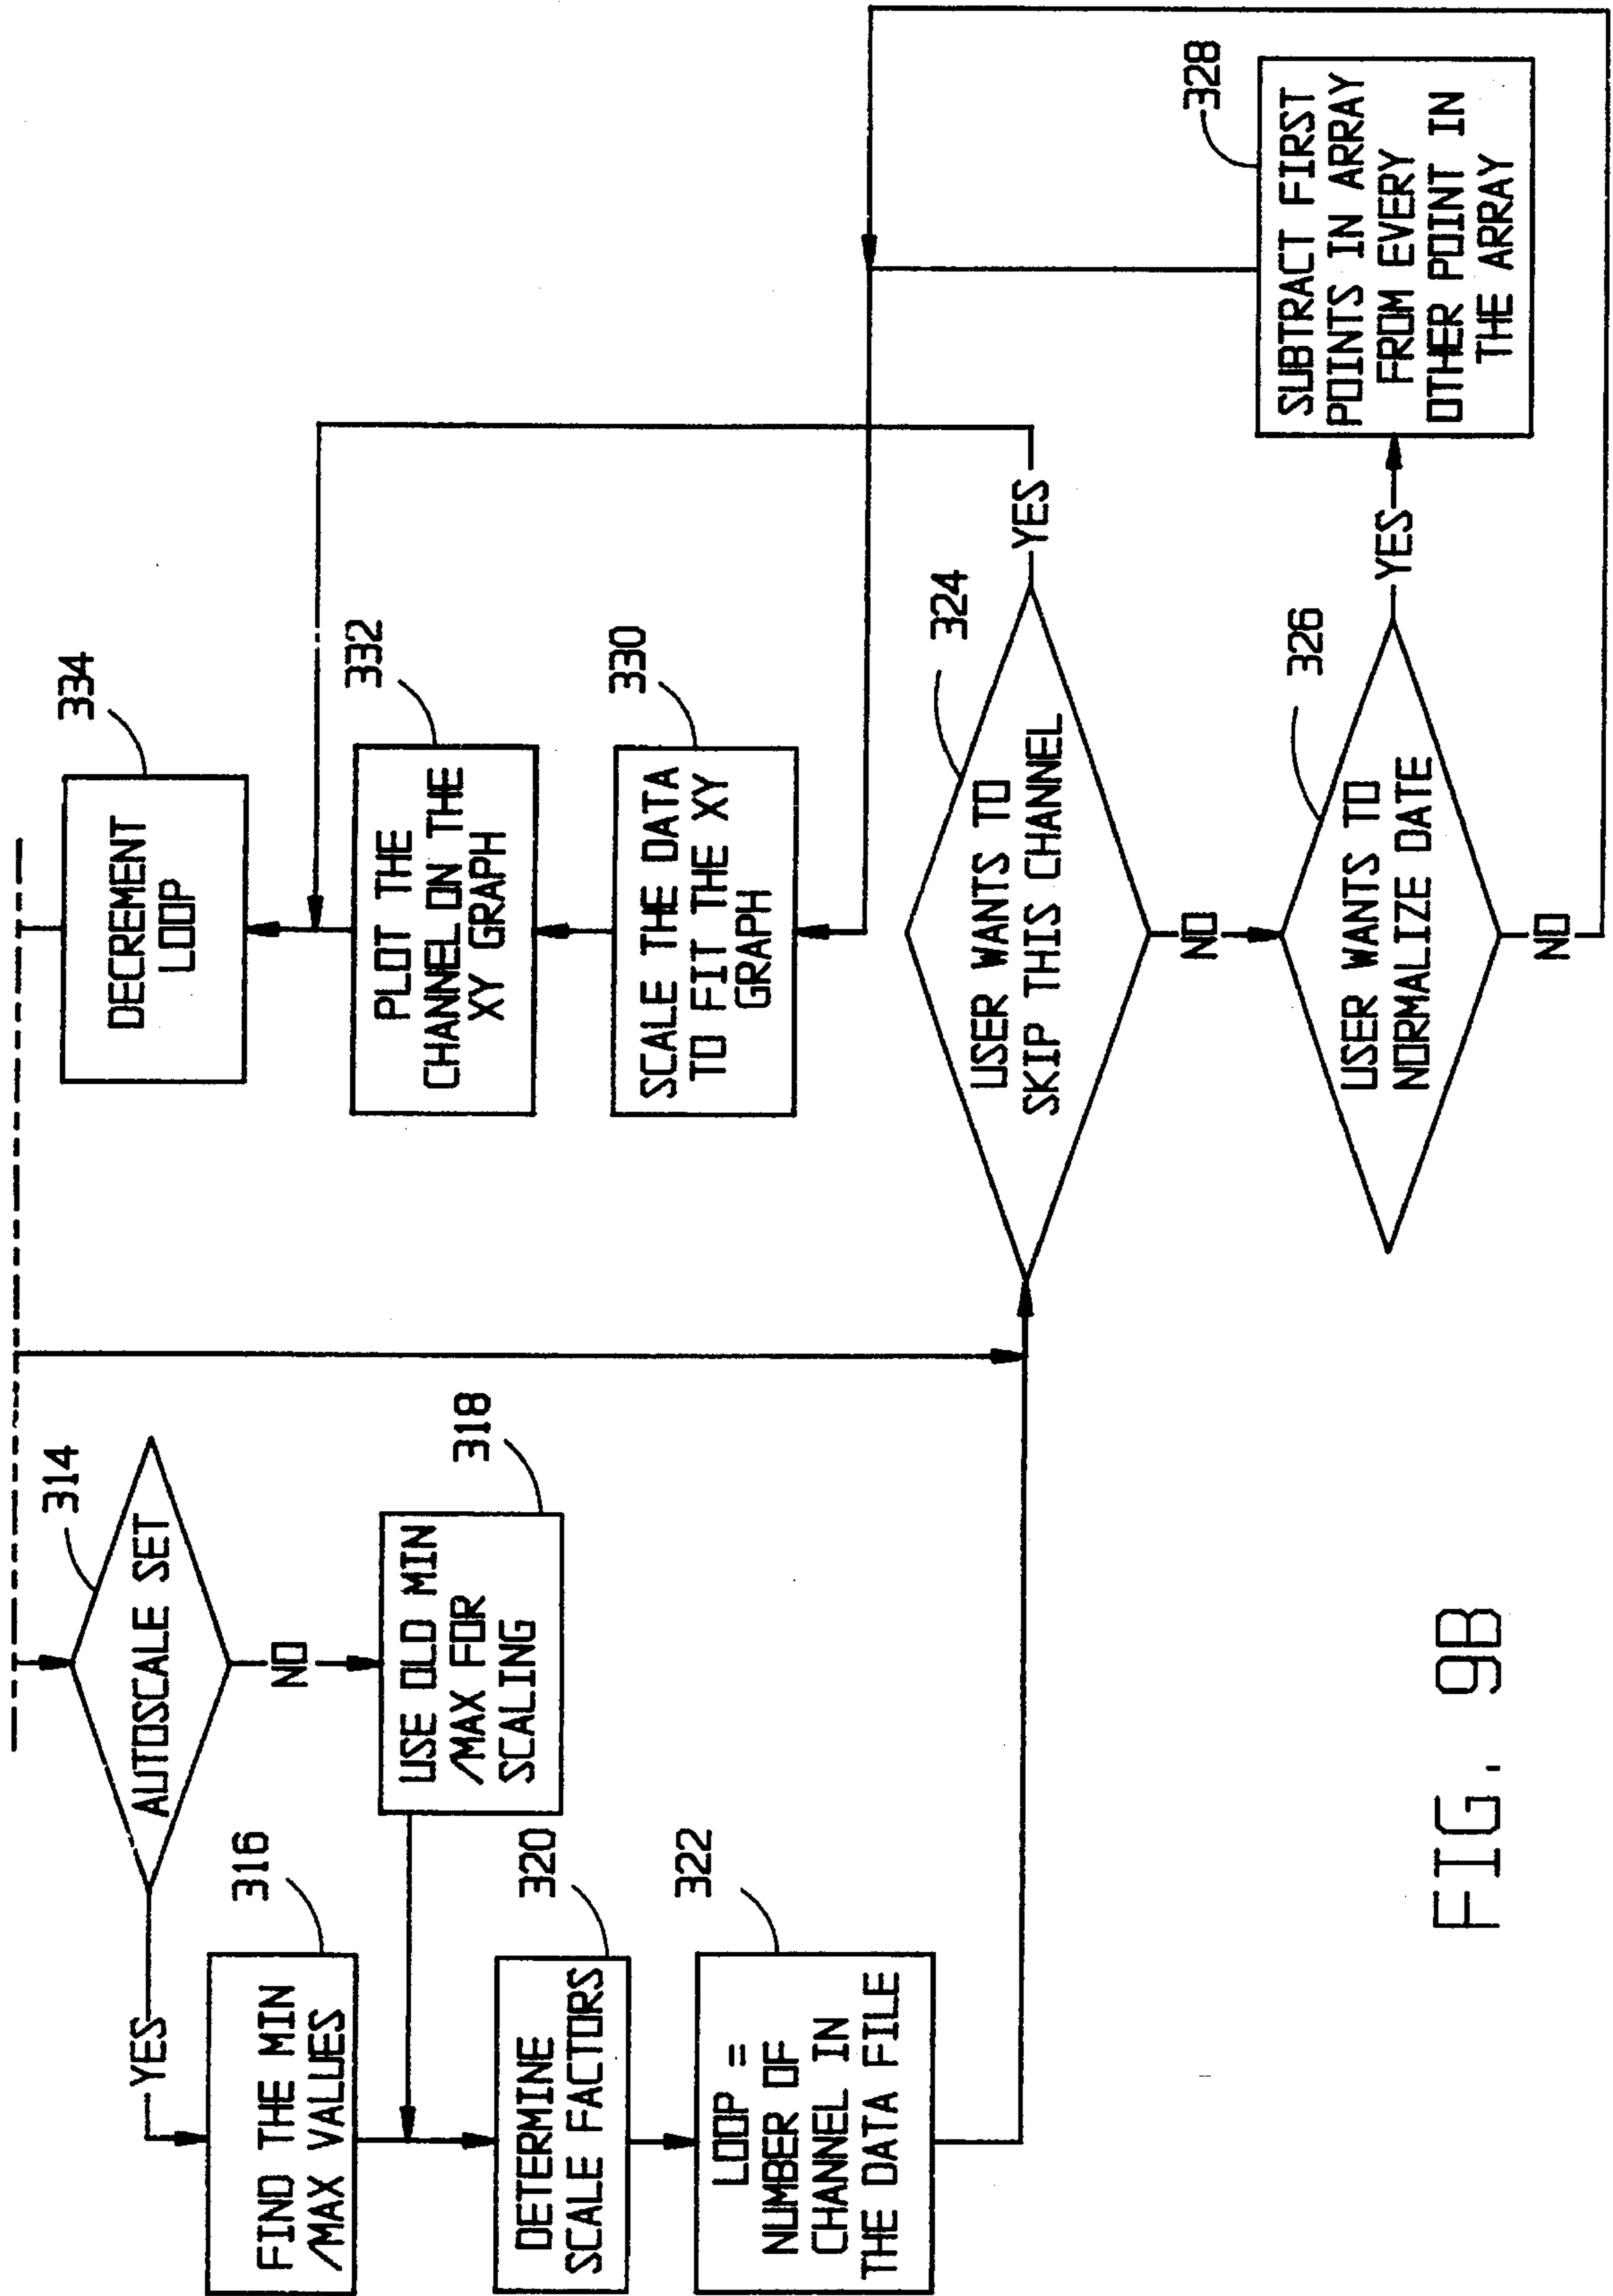 314
AUTOSCALE SET
YES
NO
316
FIND THE MIN
/MAX VALUES
318
USE OLD MIN
/MAX FOR
SCALING
320
DETERMINE
SCALE FACTORS
322
LOOP =
NUMBER OF
CHANNEL IN
THE DATA FILE
334
DECREMENT
LOOP
332
PLOT THE
CHANNEL ON THE
XY GRAPH
330
SCALE THE DATA
TO FIT THE XY
GRAPH
324
USER WANTS TO
SKIP THIS CHANNEL
YES
NO
326
USER WANTS TO
NORMALIZE DATE
YES
NO
328
SUBTRACT FIRST
POINTS IN ARRAY
FROM EVERY
OTHER POINT IN
THE ARRAY
FIG. 9B